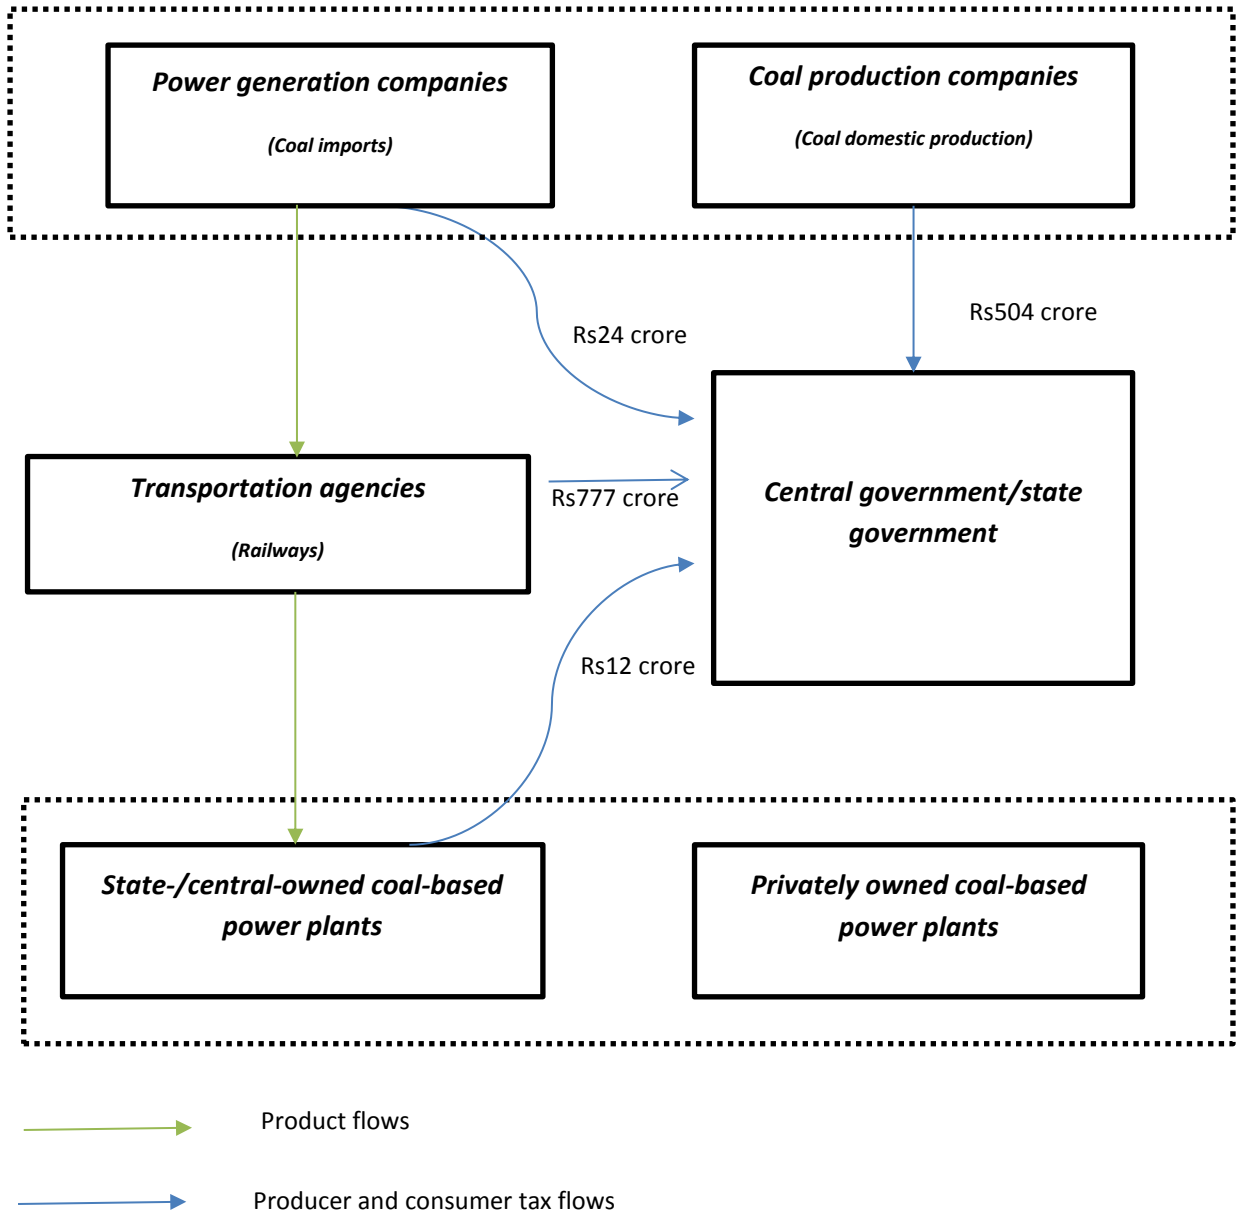 Power generation companies
(Coal imports)
Coal production companies
(Coal domestic production)
Rs504 crore
Rs24 crore
Transportation agencies
(Railways)
Rs777 crore
Central government/state
government
Rs12 crore
State-/central-owned coal-based
power plants
Privately owned coal-based
power plants
Product flows
Producer and consumer tax flows